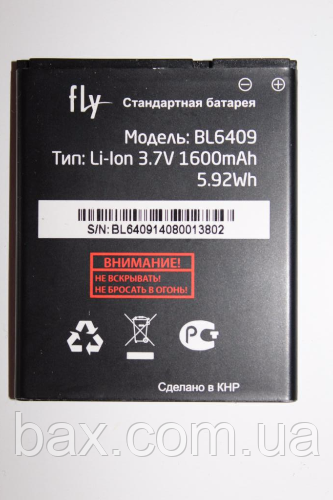 fly Стандартная батарея
Модель: BL6409
Тип: Li-Ion 3.7V 1600mAh
5.92Wh
S/N: BL640914080013802
ВНИМАНИЕ!
НЕ ВСКРЫВАТЬ!
НЕ БРОСАТЬ В ОГОНЬ!
Сделано в КНР
bax.com.ua